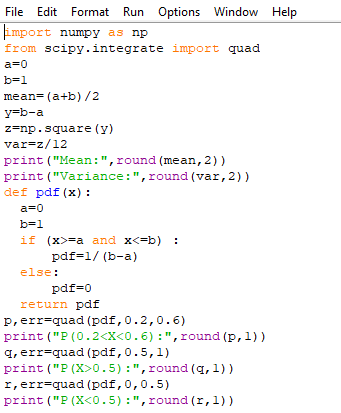 File Edit Format Run Options Window Help
import numpy as np
from scipy.integrate import quad
a=0
b=1
mean=(a+b)/2
y=b-a
z=np.square(y)
var=z/12
print("Mean:",round(mean,2))
print("Variance:",round(var,2))
def pdf(x):
  a=0
  b=1
  if (x>=a and x<=b) :
      pdf=1/(b-a)
  else:
      pdf=0
  return pdf
p,err=quad(pdf,0.2,0.6)
print("P(0.2<X<0.6):",round(p,1))
q,err=quad(pdf,0.5,1)
print("P(X>0.5):",round(q,1))
r,err=quad(pdf,0,0.5)
print("P(X<0.5):",round(r,1))